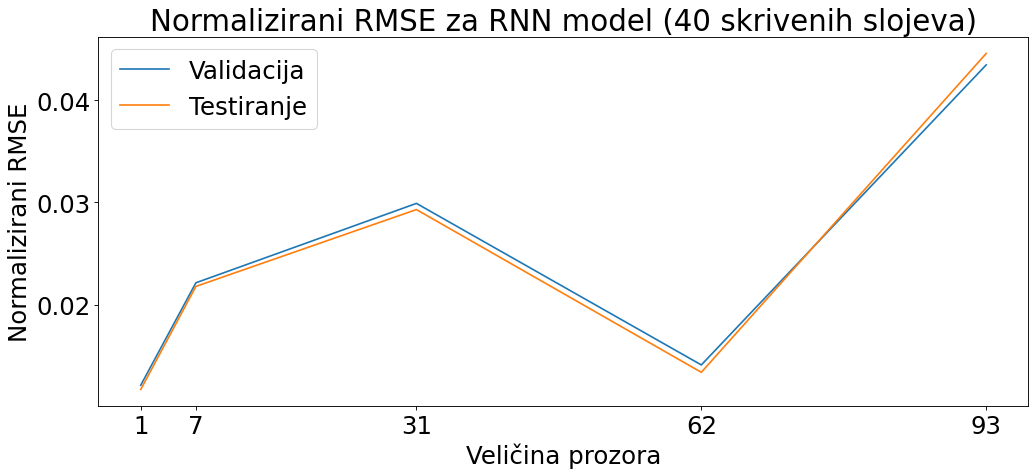 Normalizirani RMSE za RNN model (40 skrivenih slojeva)
Validacija
Testiranje
Normalizirani RMSE
0.04
0.03
0.02
1 7 31 62 93
Veličina prozora